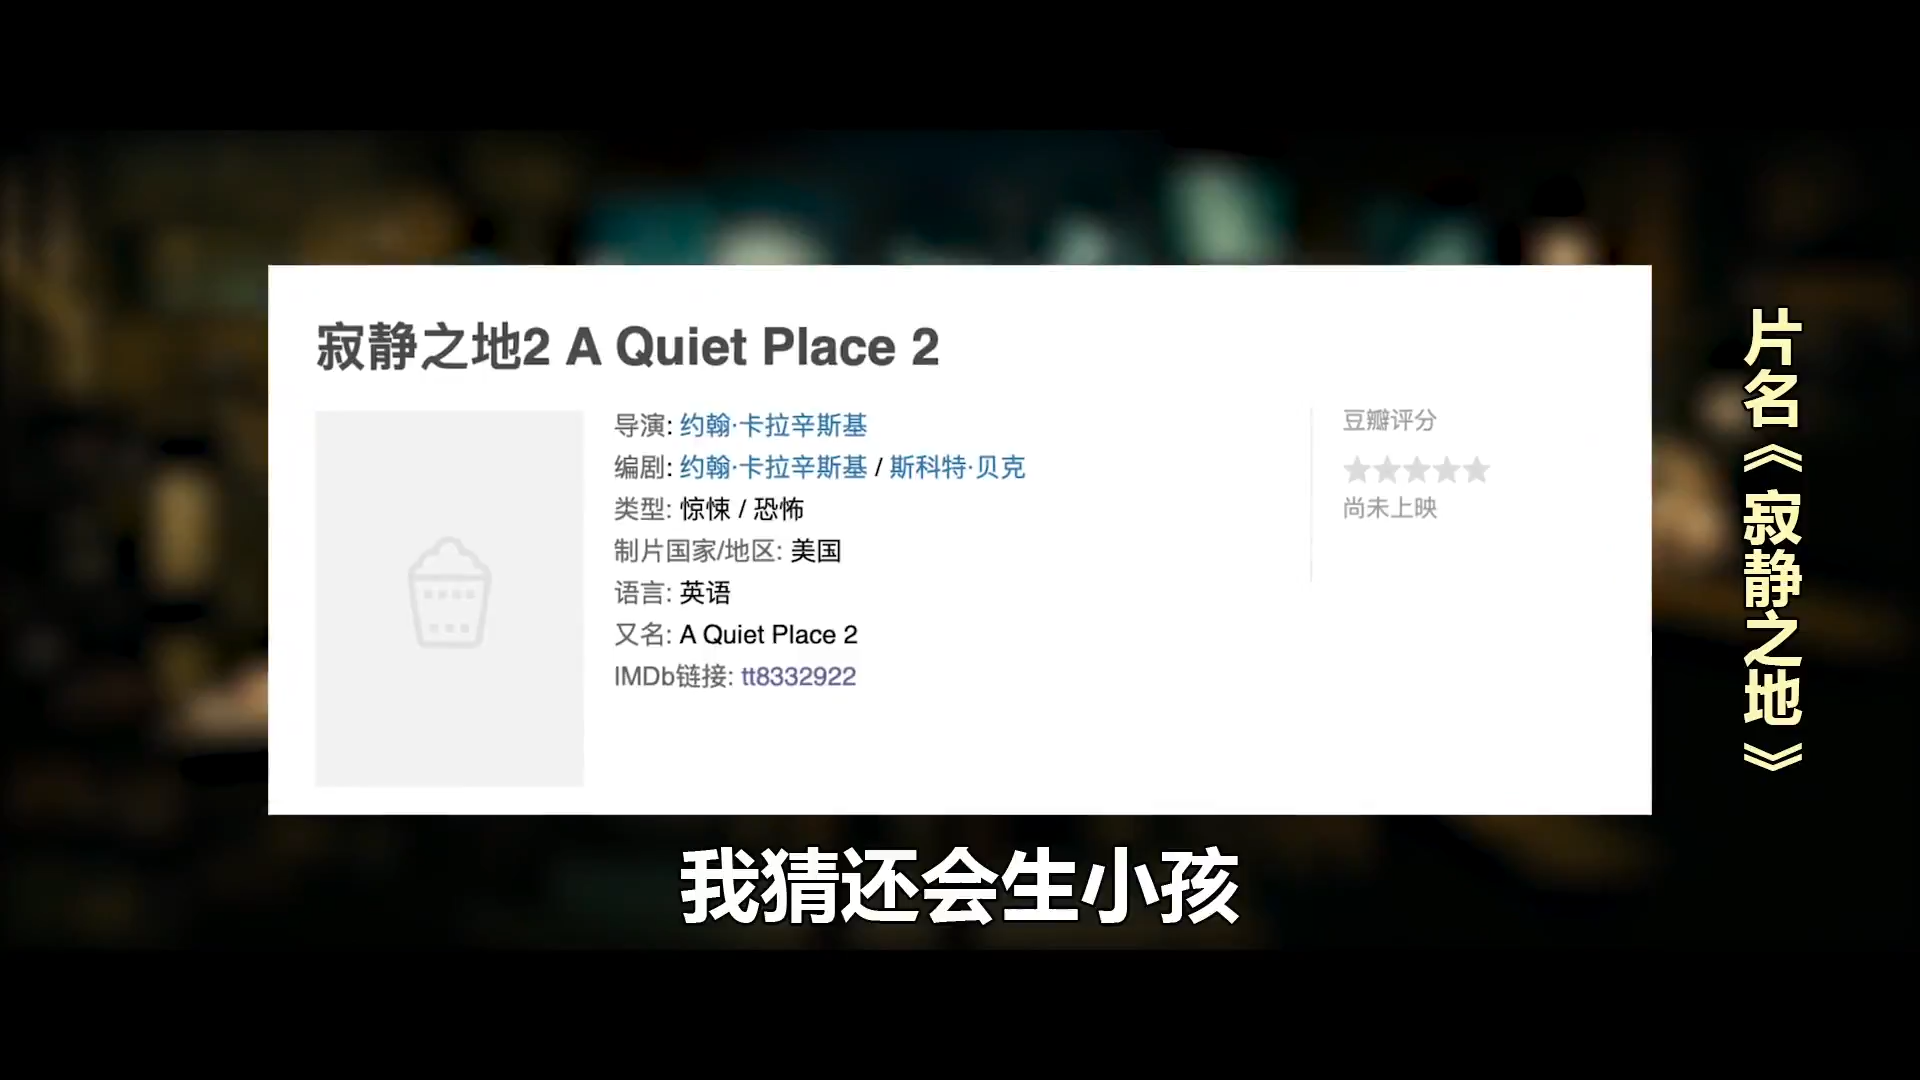 寂静之地2 A Quiet Place 2
导演: 约翰·卡拉辛斯基
编剧: 约翰·卡拉辛斯基 / 斯科特·贝克
类型: 惊悚 / 恐怖
制片国家/地区: 美国
语言: 英语
又名: A Quiet Place 2
IMDb链接: tt8332922
豆瓣评分
尚未上映
片名《寂静之地》
我猜还会生小孩